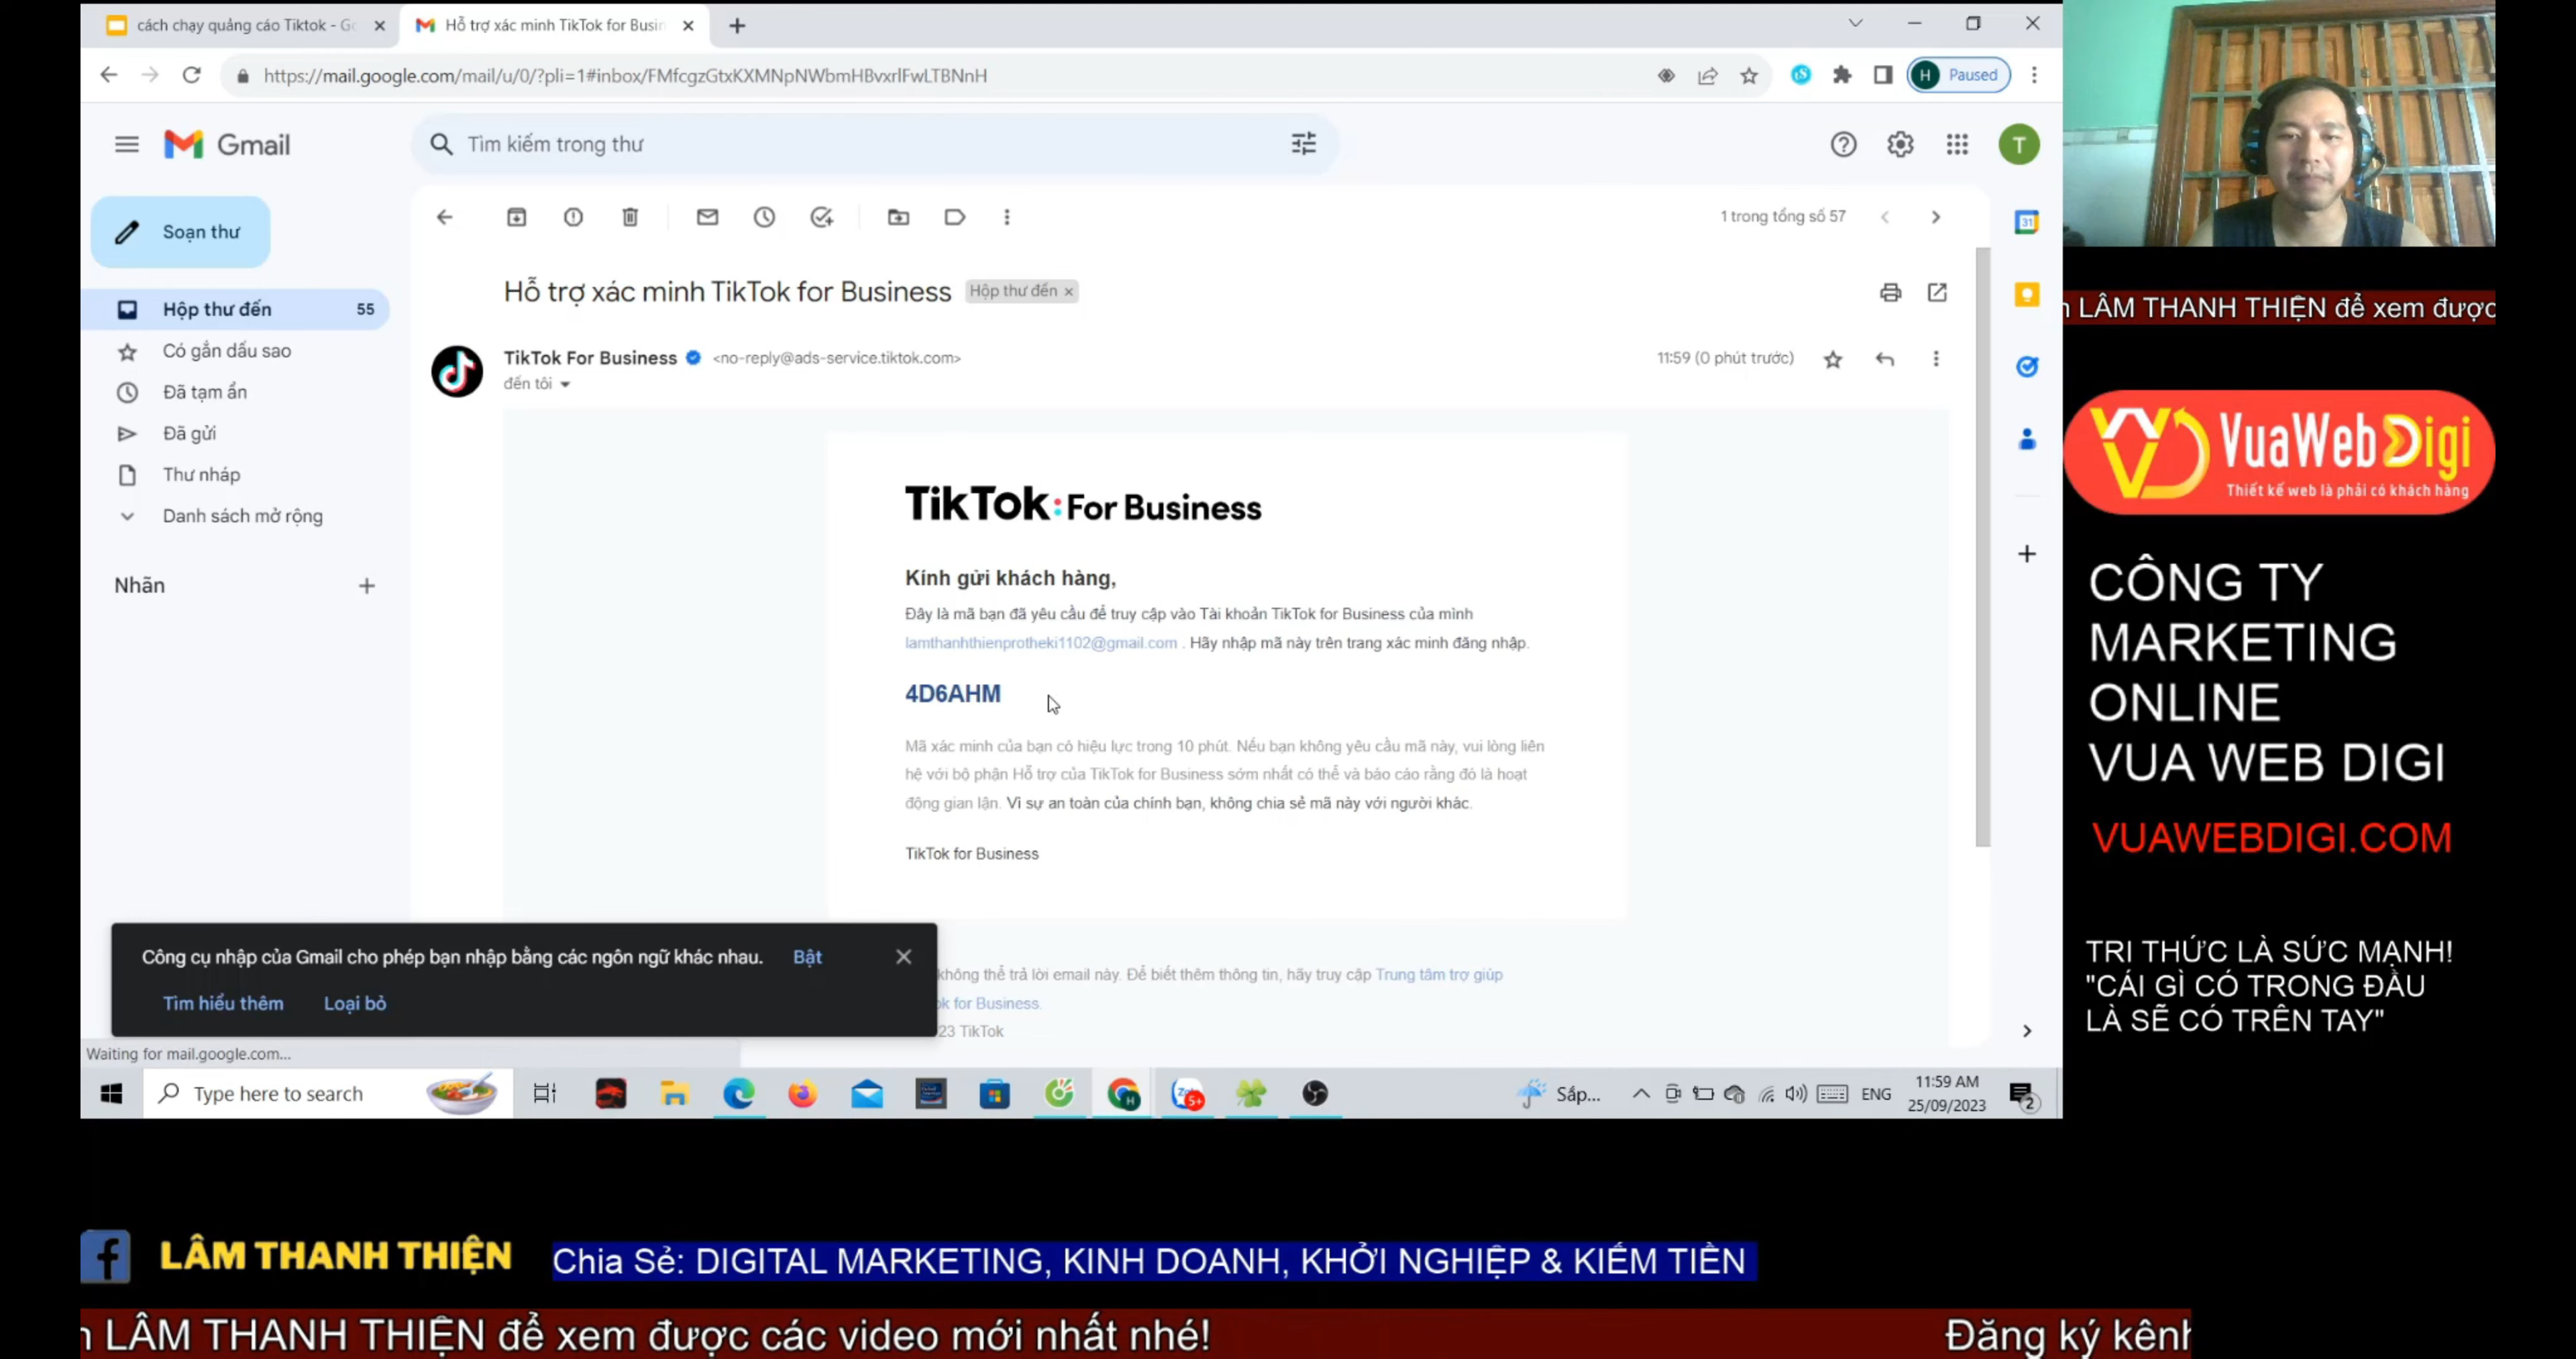 cách chạy quảng cáo Tiktok - Go
Hỗ trợ xác minh TikTok for Busin
https://mail.google.com/mail/u/0/?pli=1#inbox/FMfcgzGtxKXMNpNWbmHBvxrlFwLTBNnH
H Paused
Gmail
Tìm kiếm trong thư
T
Soạn thư
1 trong tổng số 57
31
Hộp thư đến 55
Có gắn dấu sao
Đã tạm ẩn
Đã gửi
Thư nháp
Danh sách mở rộng
Nhãn
Hỗ trợ xác minh TikTok for Business Hộp thư đến ×
TikTok For Business <no-reply@ads-service.tiktok.com>
11:59 (0 phút trước)
đến tôi
TikTok: For Business
Kính gửi khách hàng,
Đây là mã bạn đã yêu cầu để truy cập vào Tài khoản TikTok for Business của mình
lamthanhthienprotheki1102@gmail.com . Hãy nhập mã này trên trang xác minh đăng nhập.
4D6AHM
Mã xác minh của bạn có hiệu lực trong 10 phút. Nếu bạn không yêu cầu mã này, vui lòng liên
hệ với bộ phận Hỗ trợ của TikTok for Business sớm nhất có thể và báo cáo rằng đó là hoạt
động gian lận. Vì sự an toàn của chính bạn, không chia sẻ mã này với người khác.
TikTok for Business
không thể trả lời email này. Để biết thêm thông tin, hãy truy cập Trung tâm trợ giúp
ok for Business.
23 TikTok
Công cụ nhập của Gmail cho phép bạn nhập bằng các ngôn ngữ khác nhau. Bật
Tìm hiểu thêm Loại bỏ
Waiting for mail.google.com...
Type here to search
Zalo 5+
Sắp...
ENG
11:59 AM
25/09/2023
2
n LÂM THANH THIỆN để xem được
VuaWebDigi
Thiết kế web là phải có khách hàng
CÔNG TY
MARKETING
ONLINE
VUA WEB DIGI
VUAWEBDIGI.COM
TRI THỨC LÀ SỨC MẠNH!
"CÁI GÌ CÓ TRONG ĐẦU
LÀ SẼ CÓ TRÊN TAY"
LÂM THANH THIỆN
Chia Sẻ: DIGITAL MARKETING, KINH DOANH, KHỞI NGHIỆP & KIẾM TIỀN
n LÂM THANH THIỆN để xem được các video mới nhất nhé! Đăng ký kênh